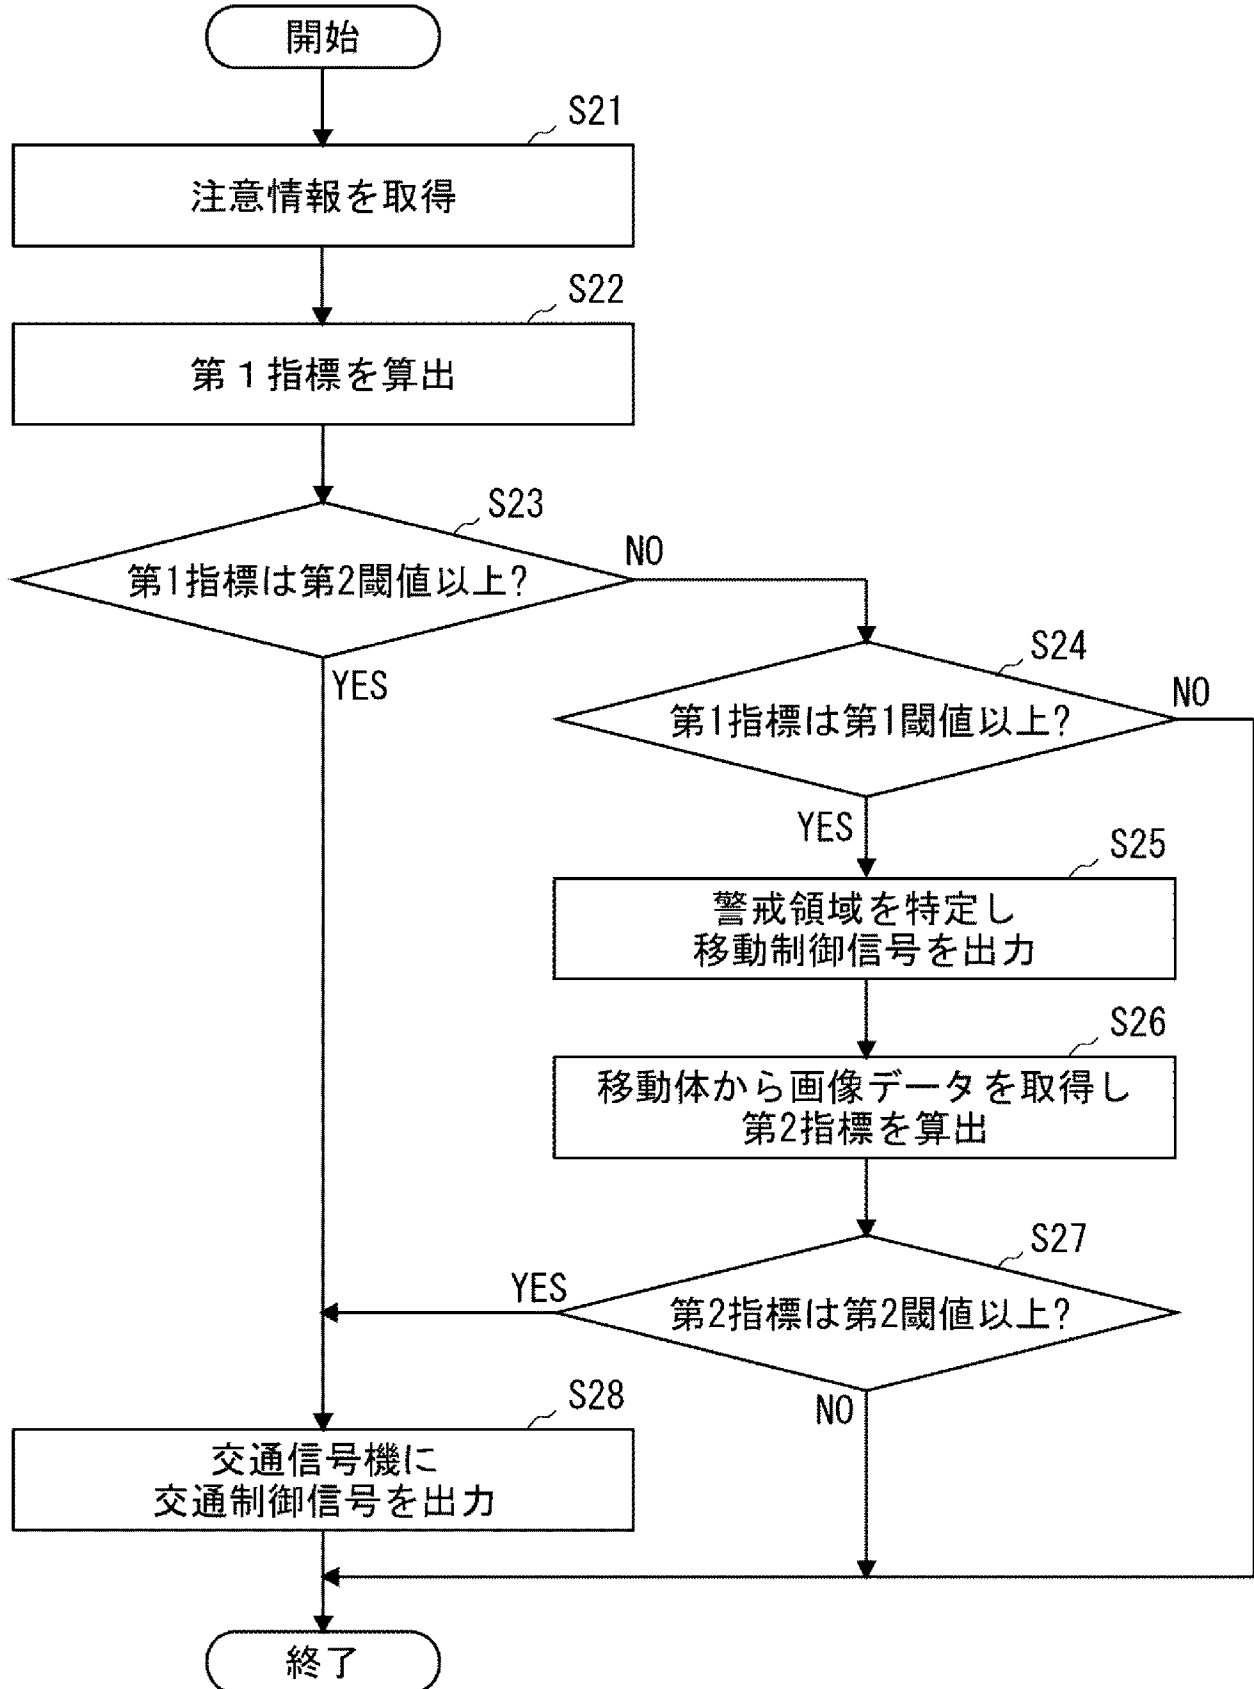 開始
S21
注意情報を取得
S22
第１指標を算出
S23
第1指標は第2閾値以上?
NO
YES
S24
第1指標は第1閾値以上?
NO
YES
S25
警戒領域を特定し
移動制御信号を出力
S26
移動体から画像データを取得し
第2指標を算出
S27
第2指標は第2閾値以上?
YES
NO
S28
交通信号機に
交通制御信号を出力
終了